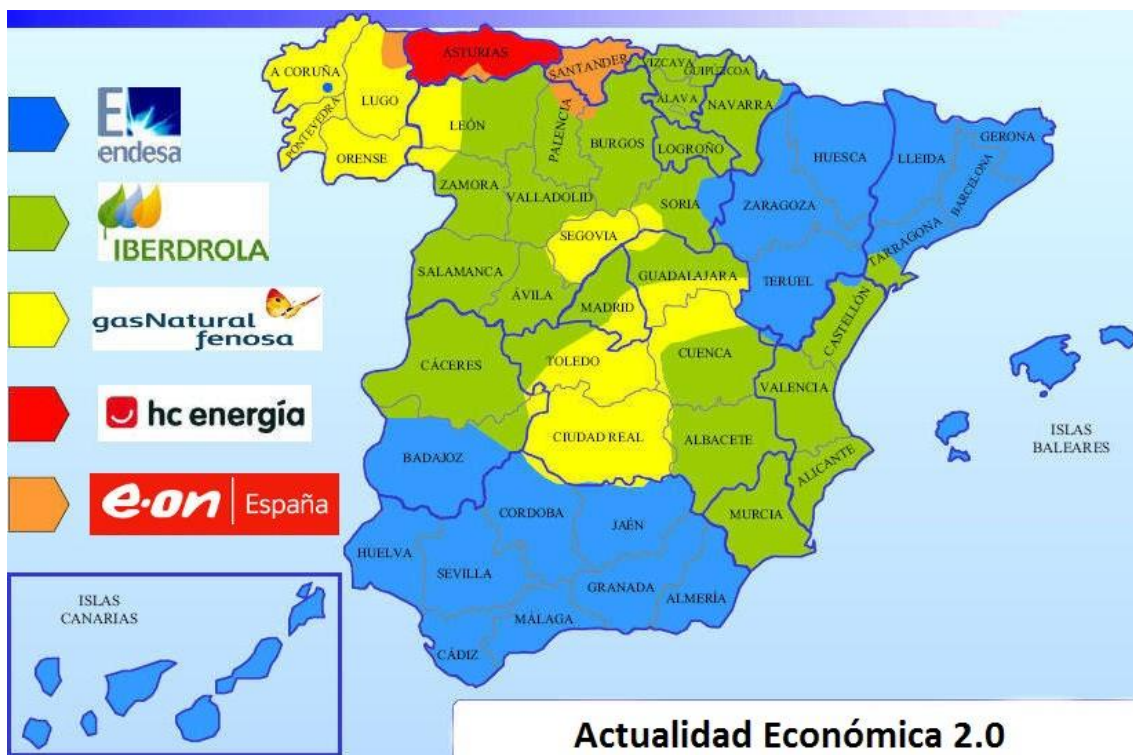 endesa
IBERDROLA
gasNatural
fenosa
hc energía
e·on | España
ISLAS
CANARIAS
A CORUÑA
LUGO
PONTEVEDRA
ORENSE
ASTURIAS
SANTANDER
VIZCAYA
GUIPÚZCOA
ÁLAVA
NAVARRA
LEÓN
PALENCIA
BURGOS
LOGROÑO
HUESCA
LLEIDA
GERONA
BARCELONA
ZAMORA
VALLADOLID
SORIA
ZARAGOZA
TARRAGONA
SEGOVIA
SALAMANCA
ÁVILA
MADRID
GUADALAJARA
TERUEL
CASTELLÓN
CÁCERES
TOLEDO
CUENCA
VALENCIA
ISLAS
BALEARES
BADAJOZ
CIUDAD REAL
ALBACETE
ALICANTE
MURCIA
HUELVA
SEVILLA
CORDOBA
JAÉN
GRANADA
ALMERÍA
MÁLAGA
CÁDIZ
Actualidad Económica 2.0